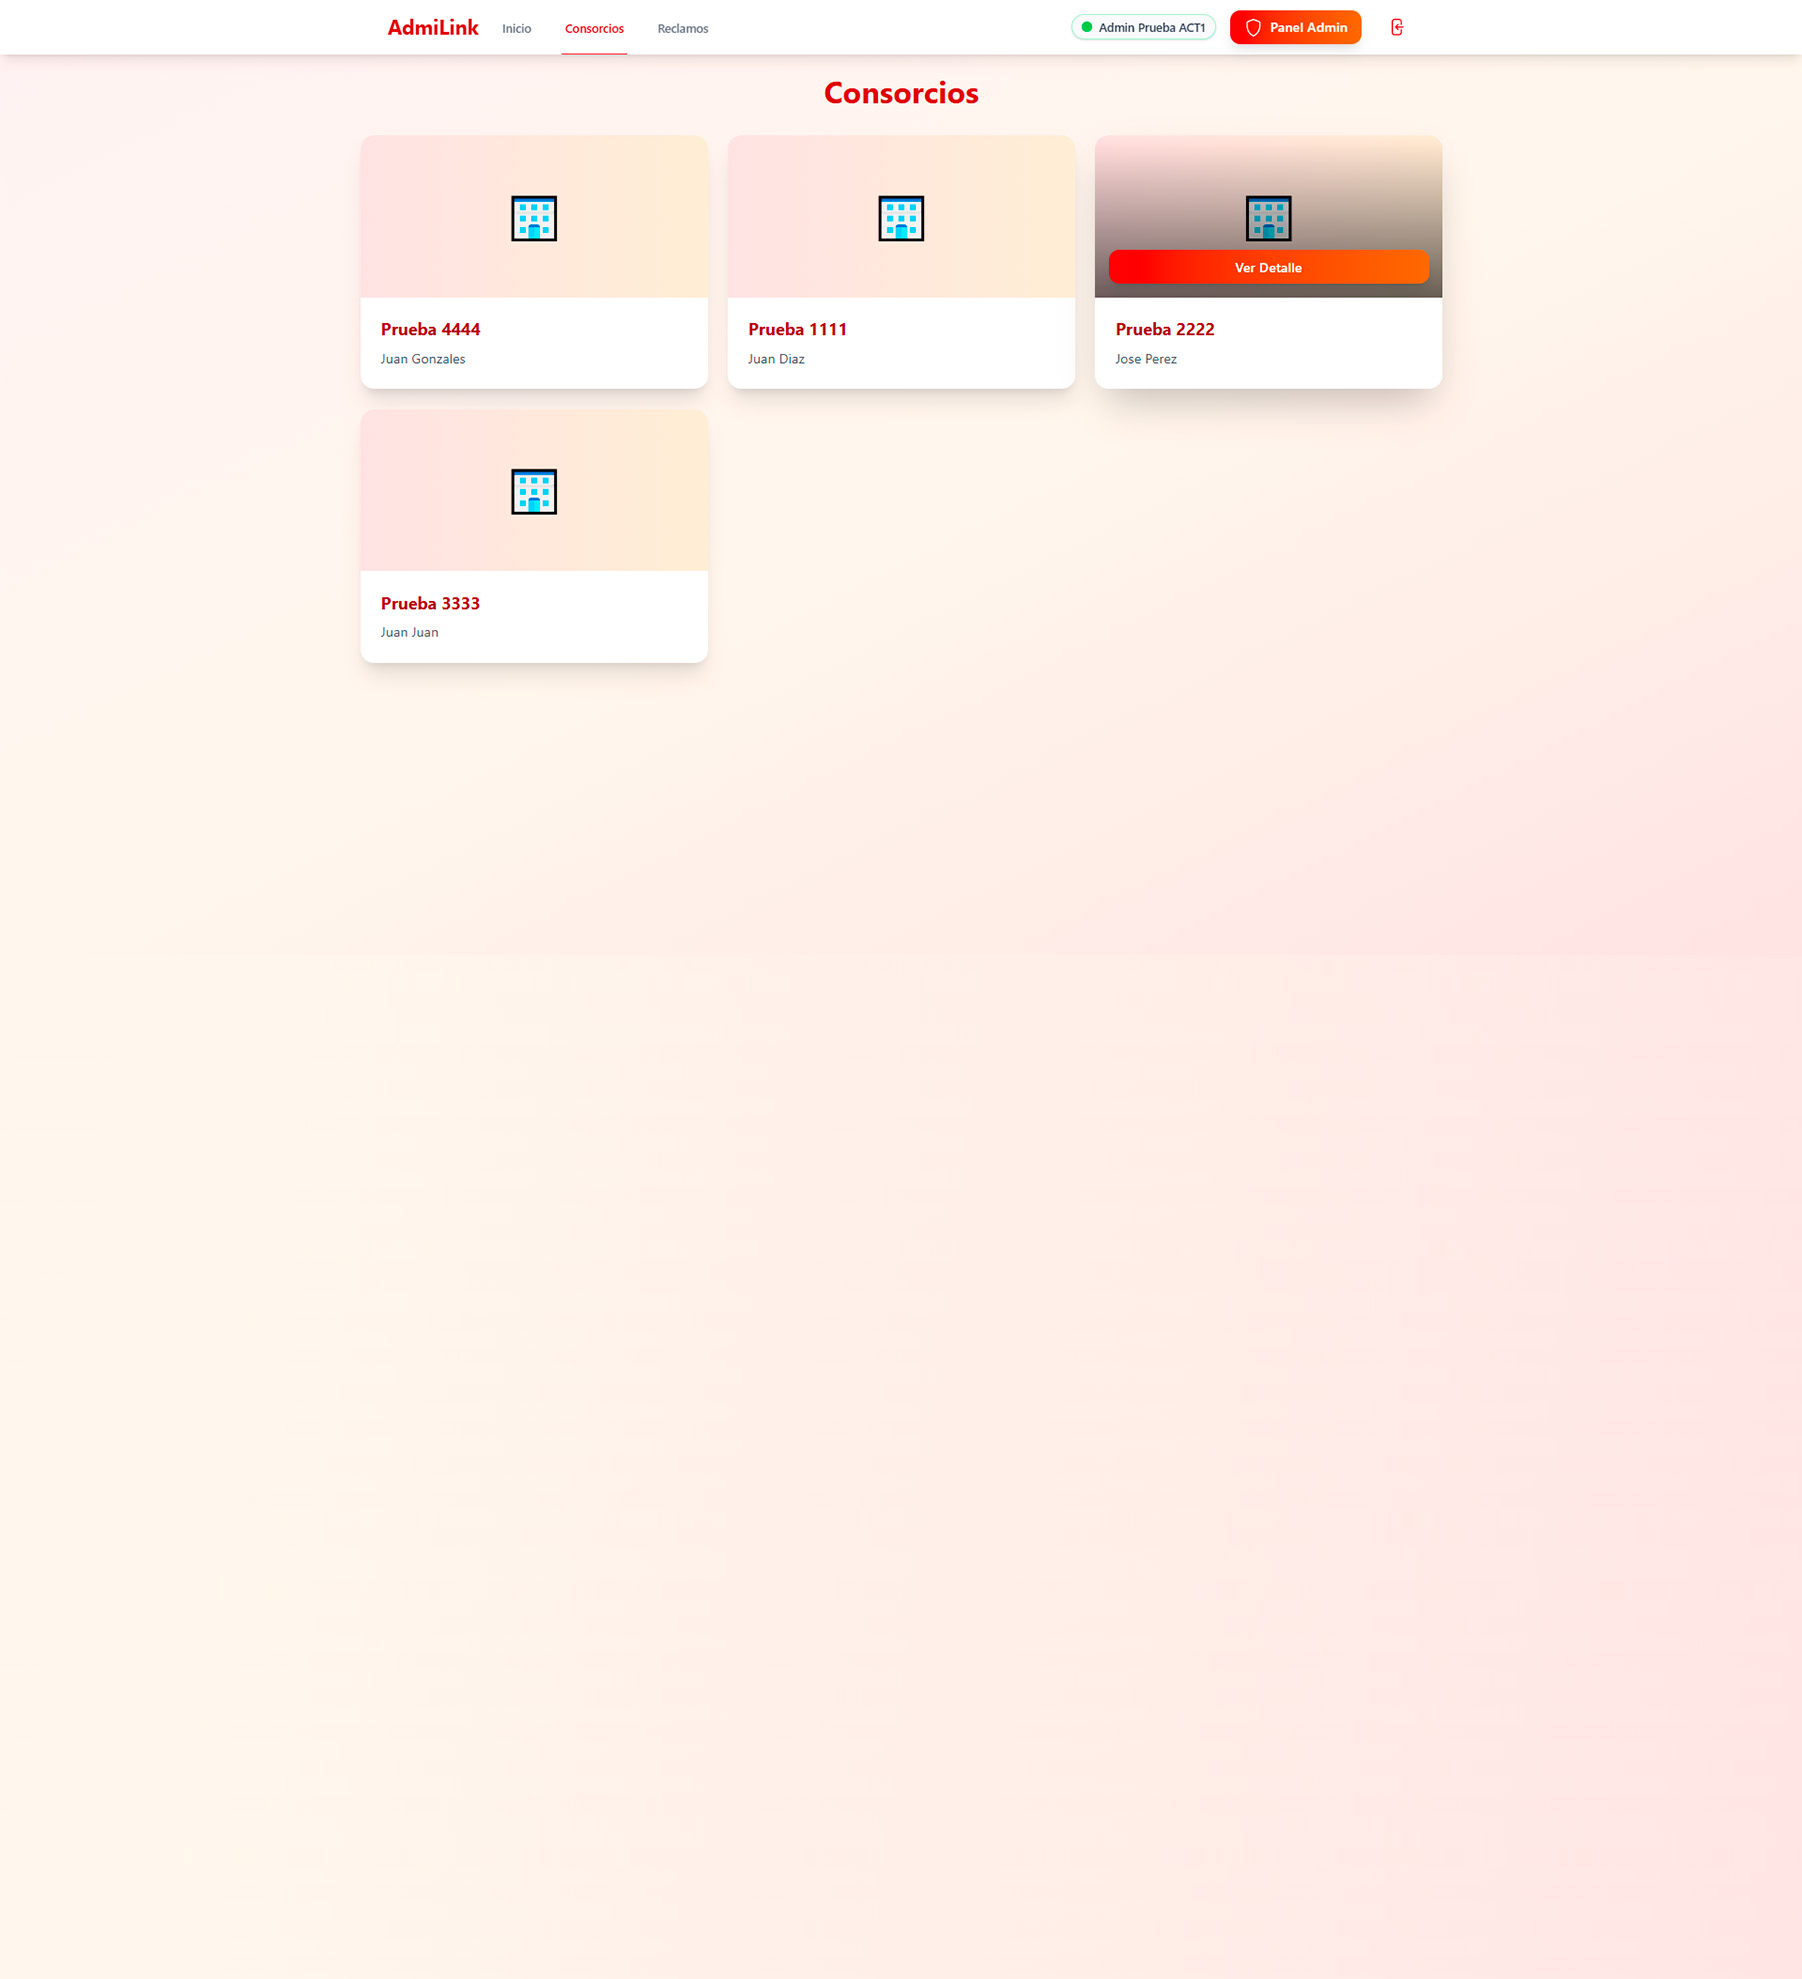 AdmiLink
Inicio
Consorcios
Reclamos
Admin Prueba ACT1
Panel Admin
Consorcios
Prueba 4444
Juan Gonzales
Prueba 1111
Juan Diaz
Ver Detalle
Prueba 2222
Jose Perez
Prueba 3333
Juan Juan